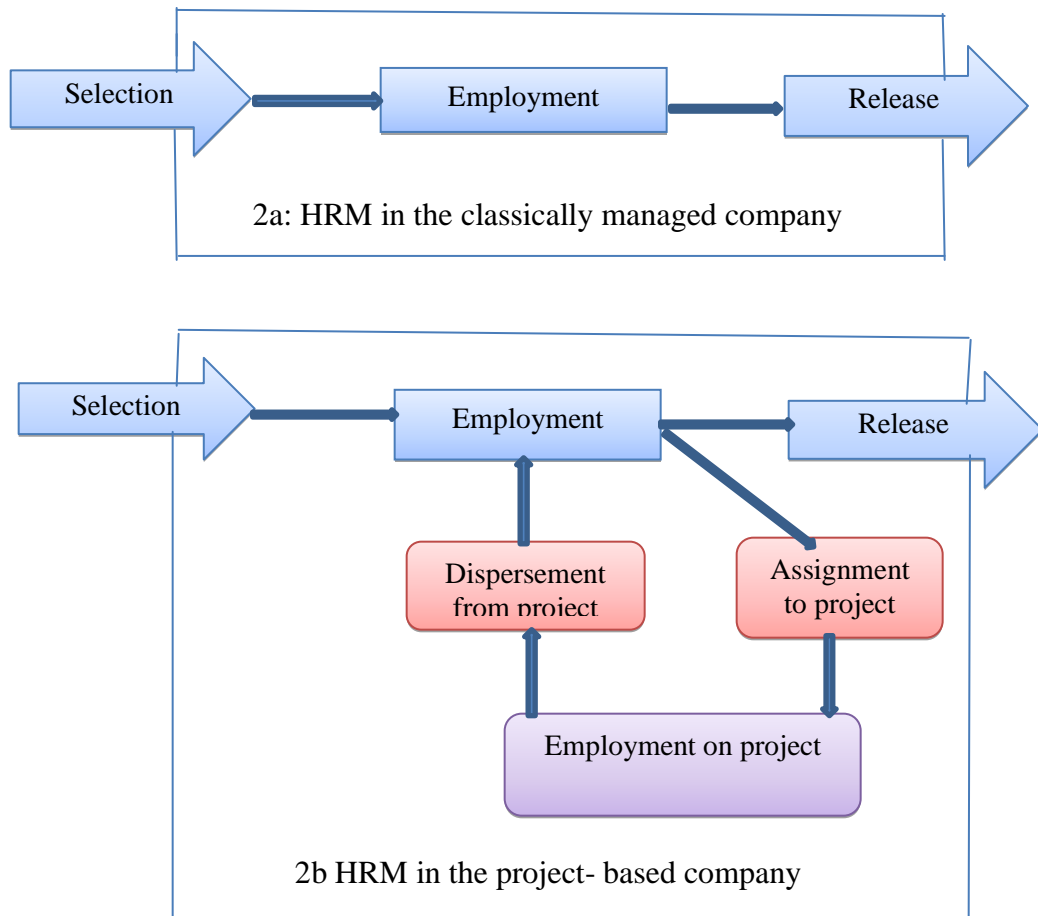 Selection
Employment
Release
2a: HRM in the classically managed company
Selection
Employment
Release
Dispersement
from project
Assignment
to project
Employment on project
2b HRM in the project- based company